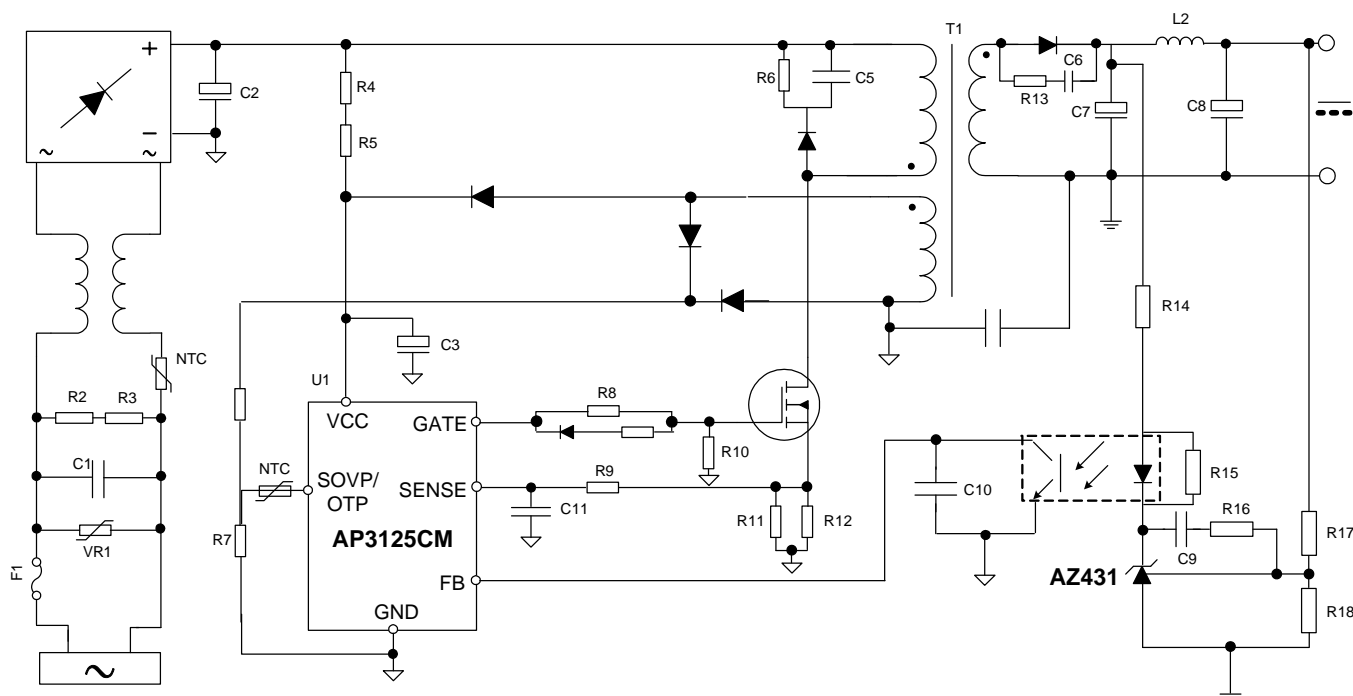 T1
L2
C6
R13
C7
C8
R6
C5
C2
R4
R5
+
−
~
~
R14
NTC
C3
U1
R2
R3
C1
VR1
F1
~
VCC
GATE
SOVP/
OTP
SENSE
AP3125CM
FB
GND
NTC
R7
R8
R10
R9
C11
R11
R12
C10
R15
R16
C9
AZ431
R17
R18